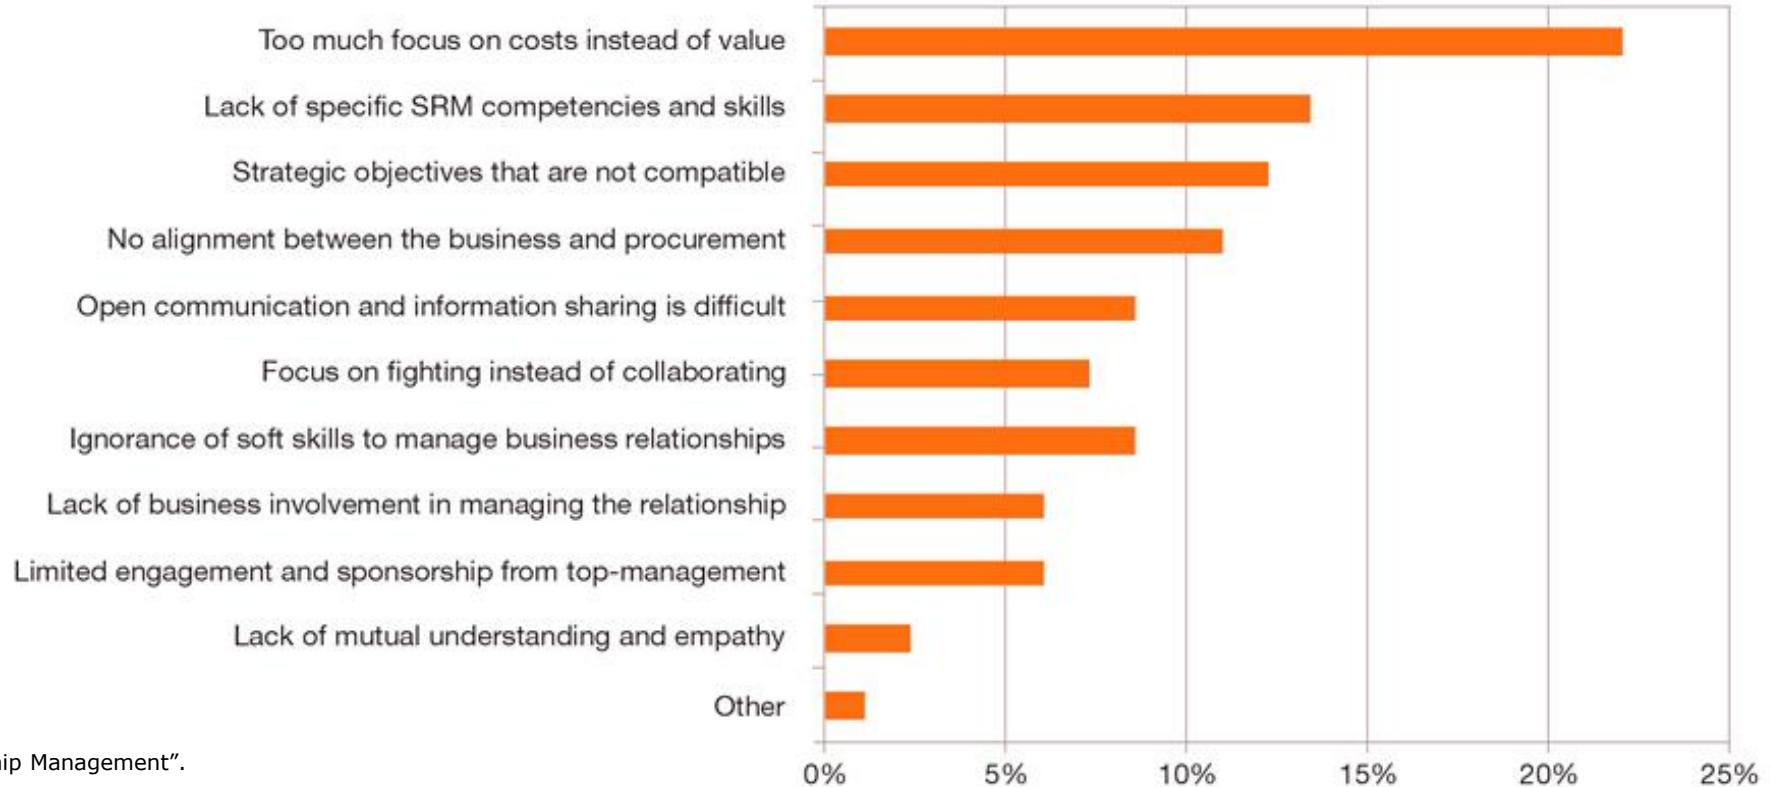 Too much focus on costs instead of value
Lack of specific SRM competencies and skills
Strategic objectives that are not compatible
No alignment between the business and procurement
Open communication and information sharing is difficult
Focus on fighting instead of collaborating
Ignorance of soft skills to manage business relationships
Lack of business involvement in managing the relationship
Limited engagement and sponsorship from top-management
Lack of mutual understanding and empathy
Other
Management”.
0% 5% 10% 15% 20% 25%